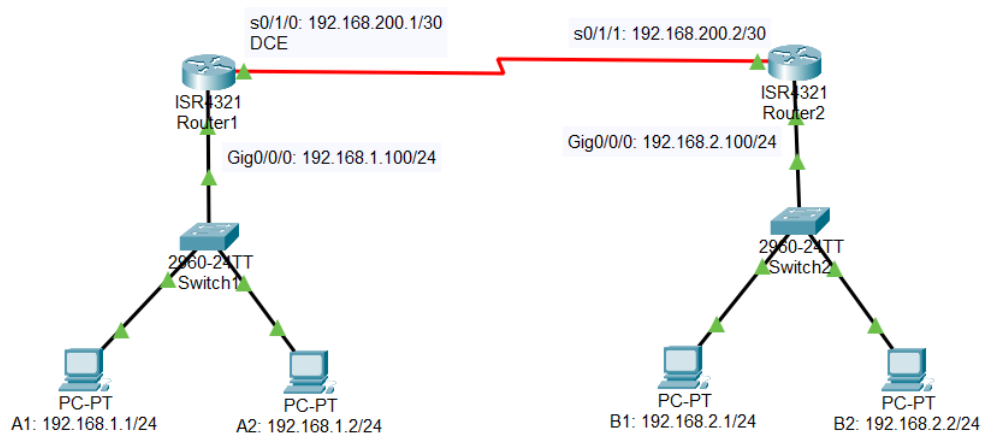 s0/1/0: 192.168.200.1/30
DCE
s0/1/1: 192.168.200.2/30
ISR4321
Router1
ISR4321
Router2
Gig0/0/0: 192.168.1.100/24
Gig0/0/0: 192.168.2.100/24
2960-24TT
Switch1
2960-24TT
Switch2
PC-PT
A1: 192.168.1.1/24
PC-PT
A2: 192.168.1.2/24
PC-PT
B1: 192.168.2.1/24
PC-PT
B2: 192.168.2.2/24